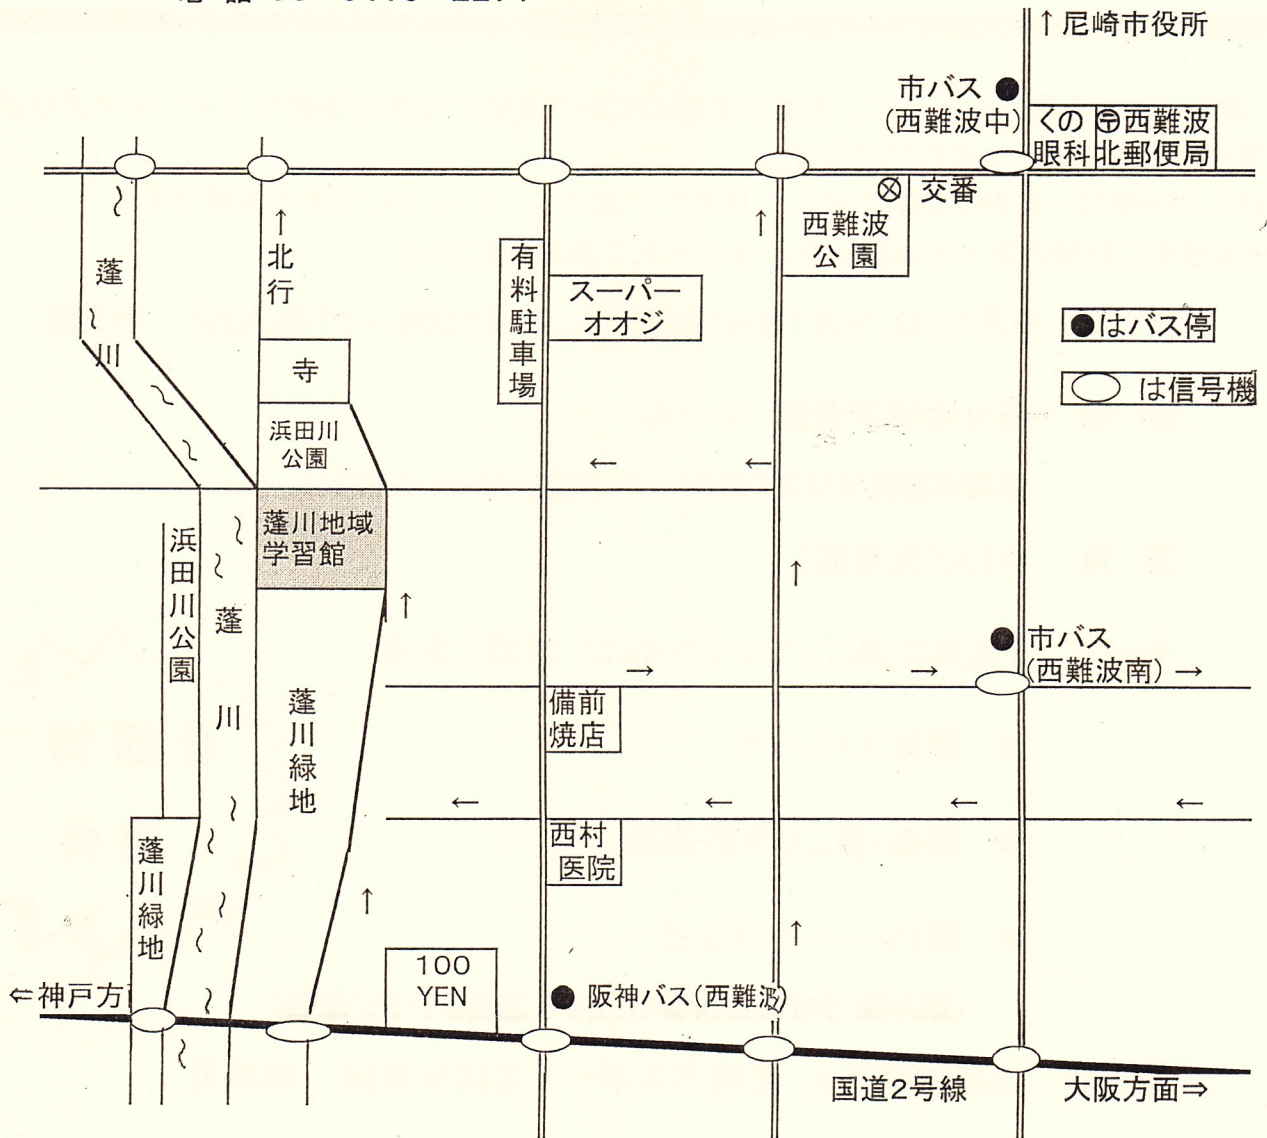 ↑尼崎市役所
市バス ●
(西難波中)
くの
眼科
〶西難波
北郵便局
⊗ 交番
西難波
公園
↑
↑
北
行
蓬
川
有料駐車場
スーパー
オオジ
●はバス停
○は信号機
寺
浜田川
公園
← ←
蓬川地域
学習館
浜田川公園
蓬
川
↑
↑
蓬川緑地
● 市バス
(西難波南)→
→ →
備前
焼店
← ← ← ←
西村
医院
蓬川緑地
↑
↑
100
YEN
⇐神戸方
● 阪神バス(西難波)
国道2号線
大阪方面⇒